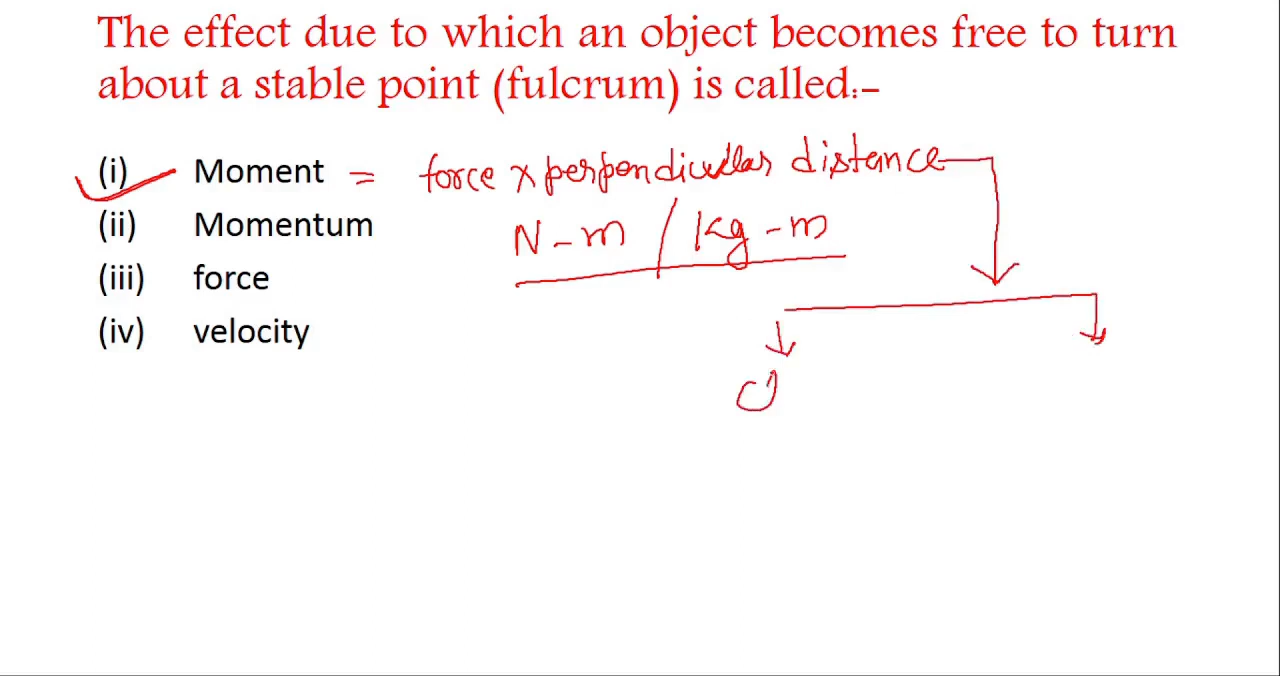 The effect due to which an object becomes free to turn
about a stable point (fulcrum) is called:-
(i) Moment = force x perpendicular distance
(ii) Momentum N-m / Kg-m
(iii) force
(iv) velocity